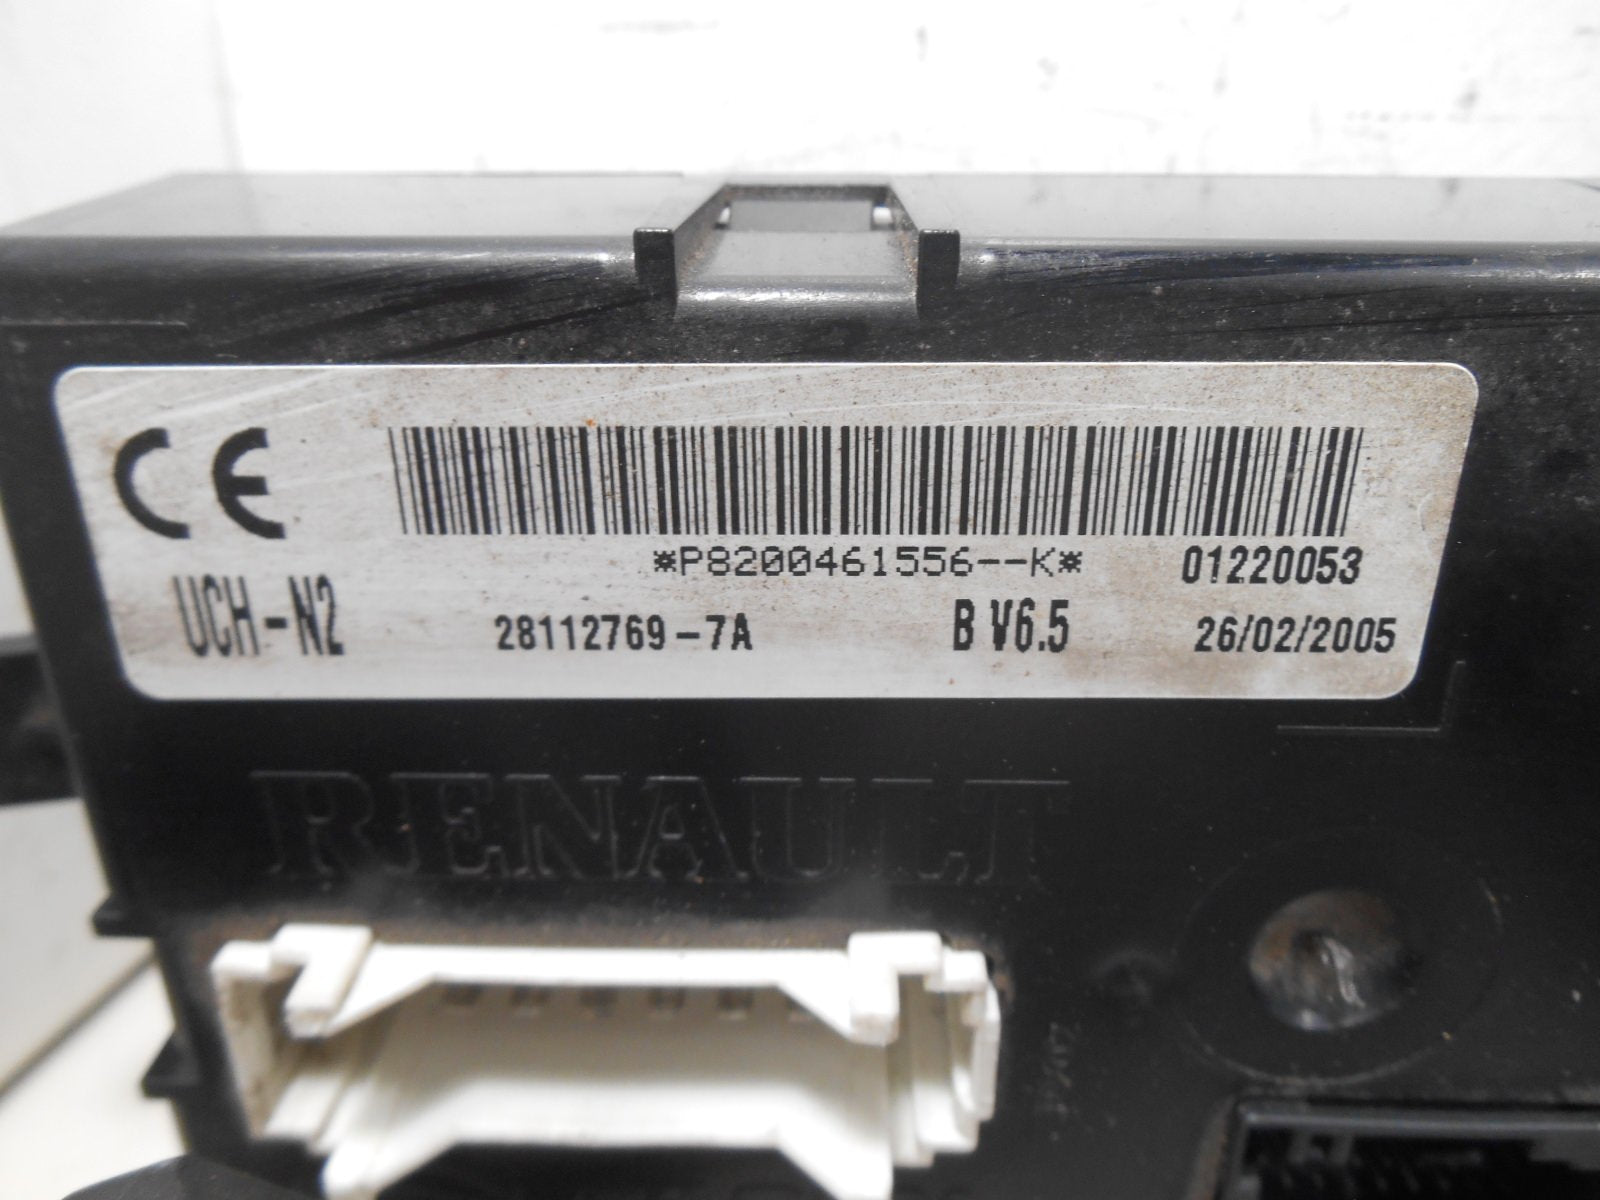 CE
*P8200461556--K* 01220053
UCH-N2 28112769-7A B V6.5 26/02/2005
RENAULT